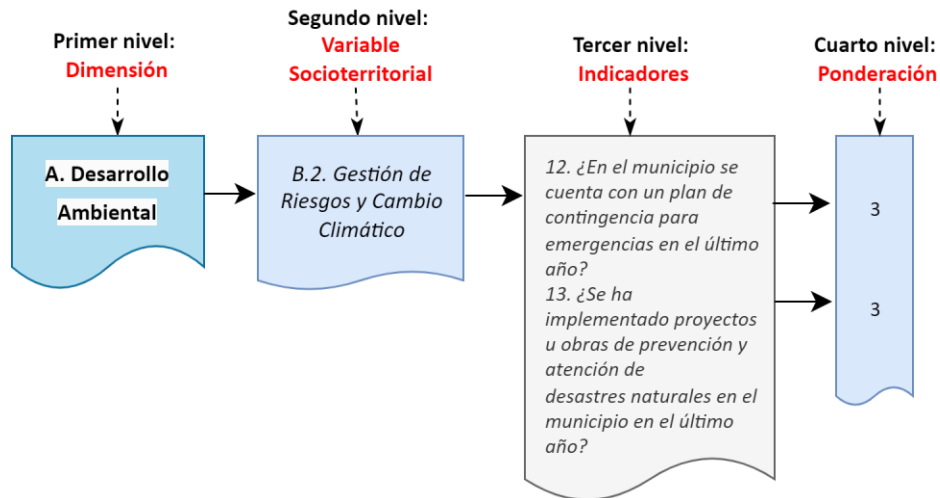 Primer nivel:
Dimensión
Segundo nivel:
Variable
Socioterritorial
Tercer nivel:
Indicadores
Cuarto nivel:
Ponderación
A. Desarrollo
Ambiental
B.2. Gestión de
Riesgos y Cambio
Climático
12. ¿En el municipio se
cuenta con un plan de
contingencia para
emergencias en el último
año?
13. ¿Se ha
implementado proyectos
u obras de prevención y
atención de
desastres naturales en el
municipio en el último
año?
3
3